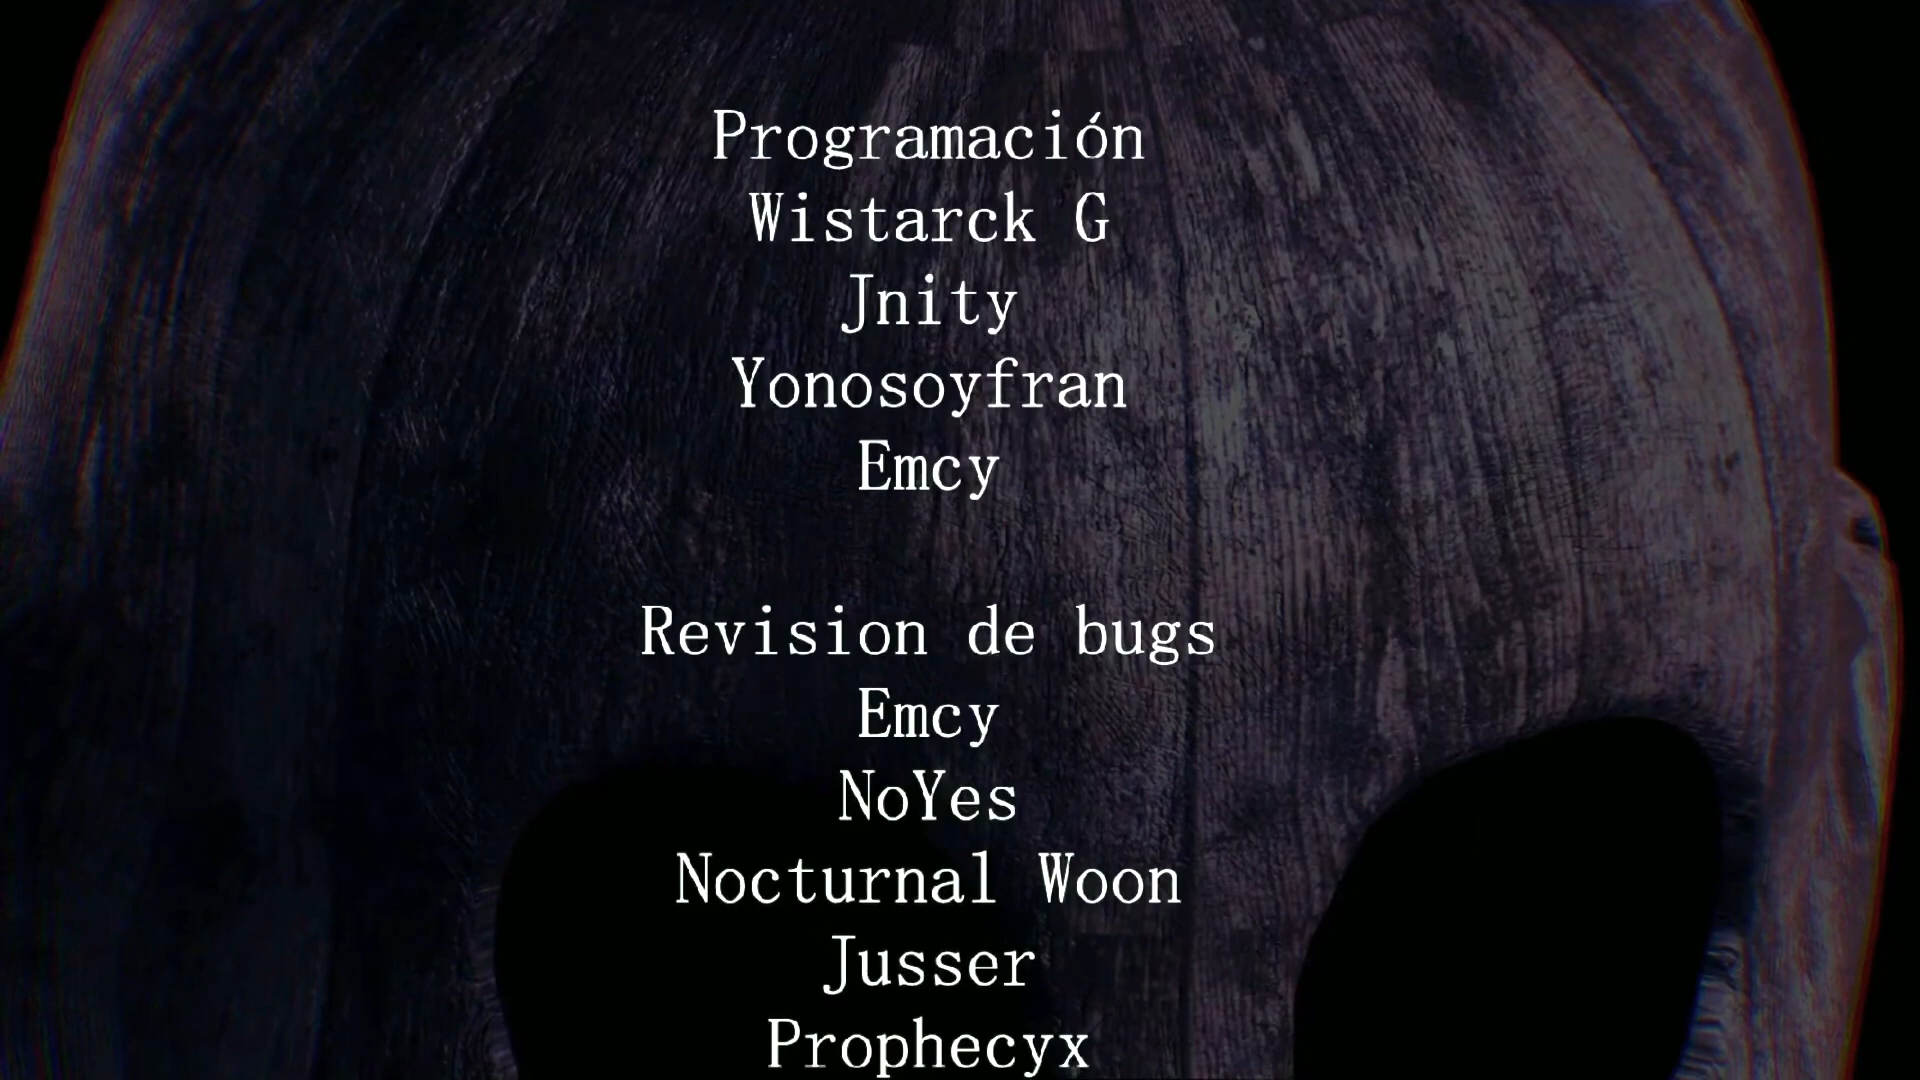 Programación
Wistarck G
Jnity
Yonosoyfran
Emcy
Revision de bugs
Emcy
NoYes
Nocturnal Woon
Jusser
Prophecyx